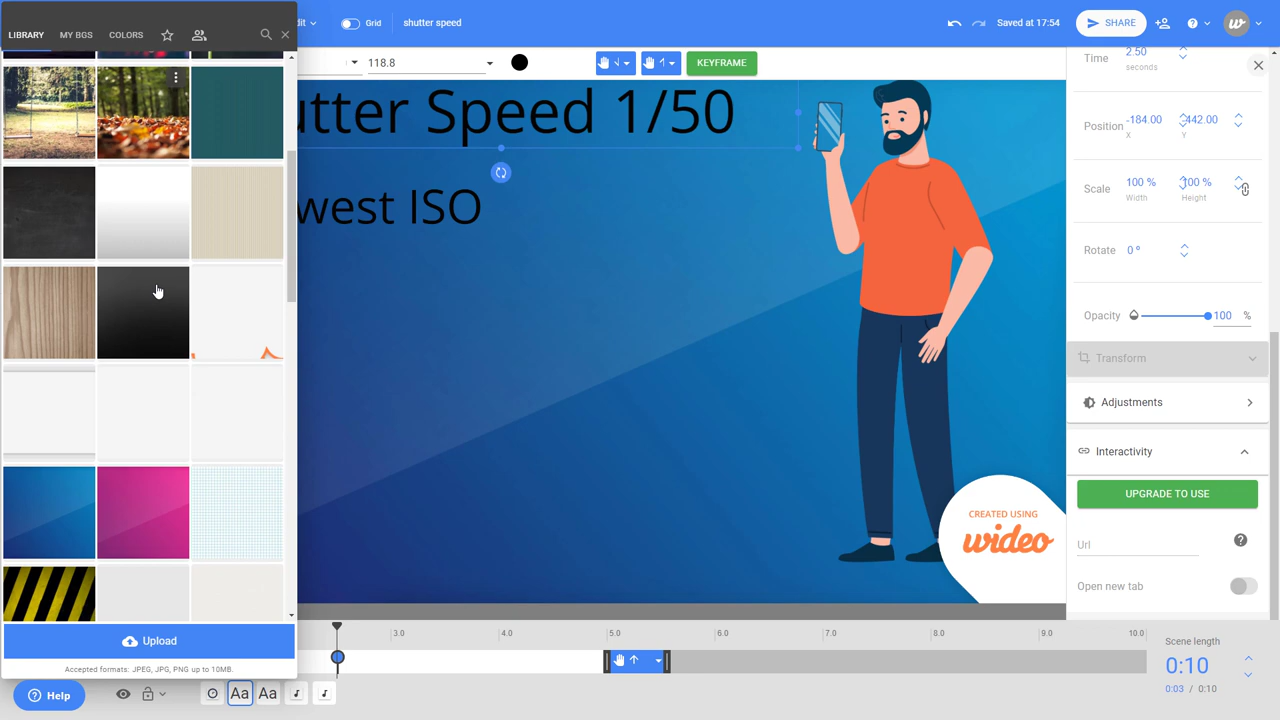 dit
Grid
shutter speed
Saved at 17:54
SHARE
LIBRARY
MY BGS
COLORS
118.8
KEYFRAME
utter Speed 1/50
west ISO
CREATED USING
wideo
Time
2.50
seconds
Position
-184.00
442.00
X
Y
Scale
100 %
100 %
Width
Height
Rotate
0 º
Opacity
100
%
Transform
Adjustments
Interactivity
UPGRADE TO USE
Url
Open new tab
Upload
Accepted formats: JPEG, JPG, PNG up to 10MB.
Help
Aa
Aa
3.0
4.0
5.0
6.0
7.0
8.0
9.0
10.0
Scene length
0:10
0:03 / 0:10